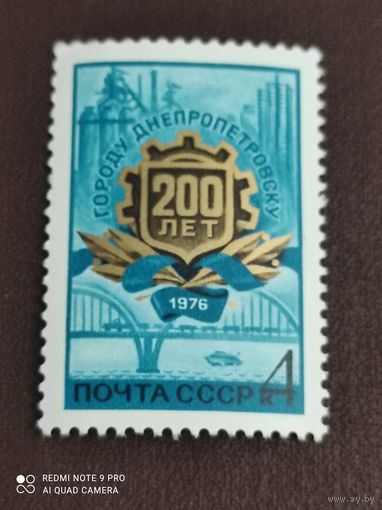 ГОРОДУ ДНЕПРОПЕТРОВСКУ
200
ЛЕТ
1976
ПОЧТА СССР 4
к
REDMI NOTE 9 PRO
AI QUAD CAMERA
www.ay.by